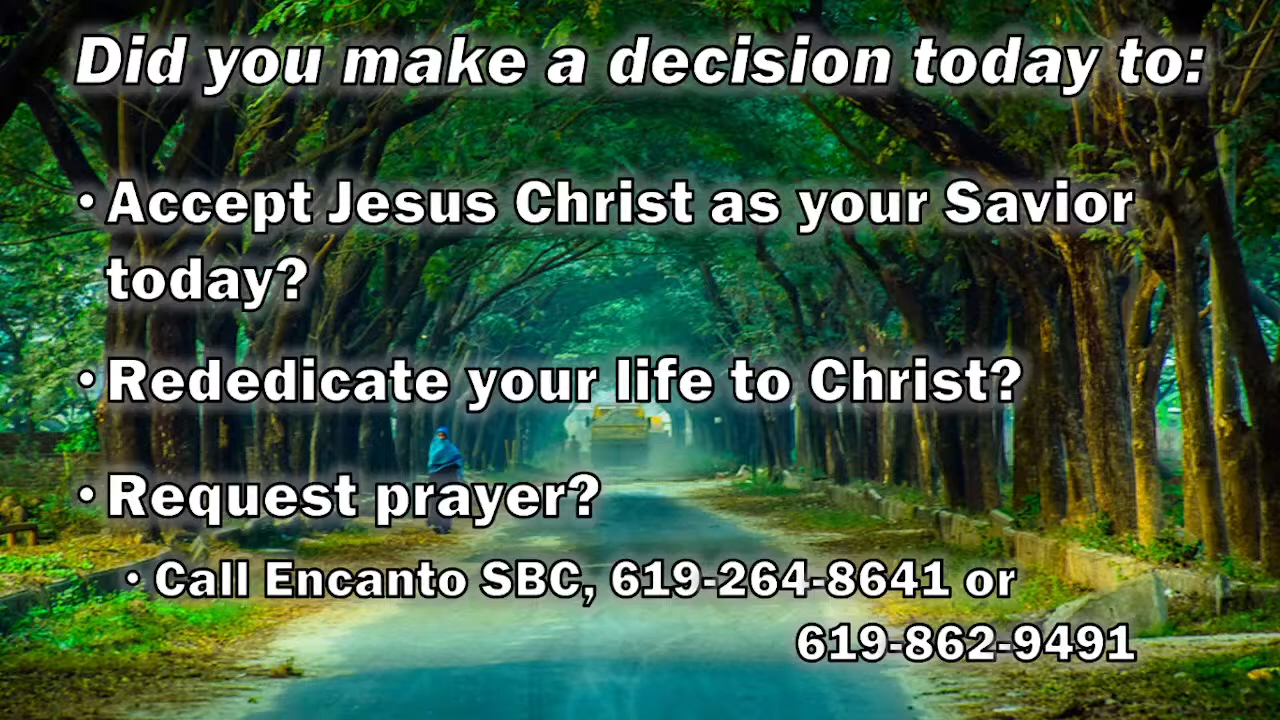 Did you make a decision today to:
• Accept Jesus Christ as your Savior
today?
• Rededicate your life to Christ?
• Request prayer?
• Call Encanto SBC, 619-264-8641 or
619-862-9491